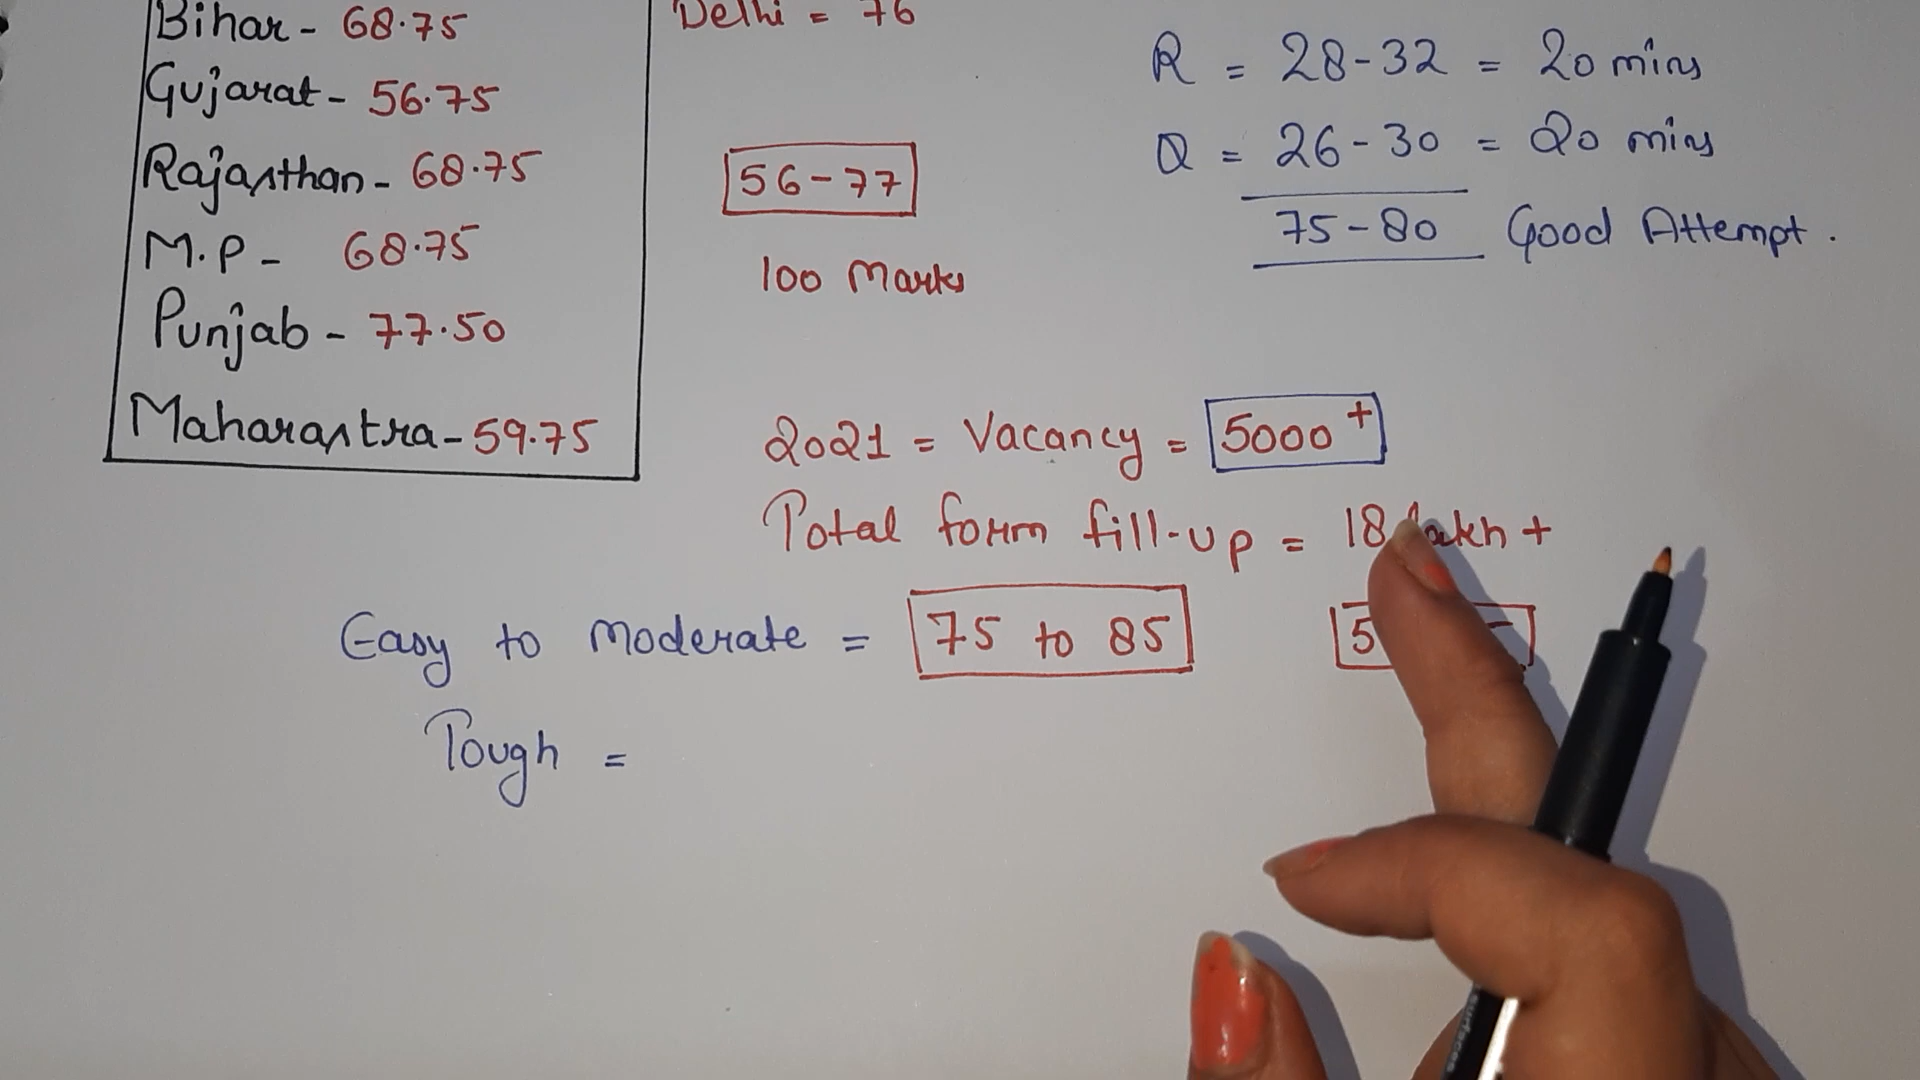 Bihar - 68.75
Gujarat - 56.75
Rajasthan - 68.75
M.P - 68.75
Punjab - 77.50
Maharastra - 59.75
Delhi = 76
56-77
100 Marks
R = 28-32 = 20 mins
Q = 26-30 = 20 mins
75-80 Good Attempt.
2021 = Vacancy = 5000+
Total form fill-up = 18 lakh +
Easy to moderate = 75 to 85
Tough =